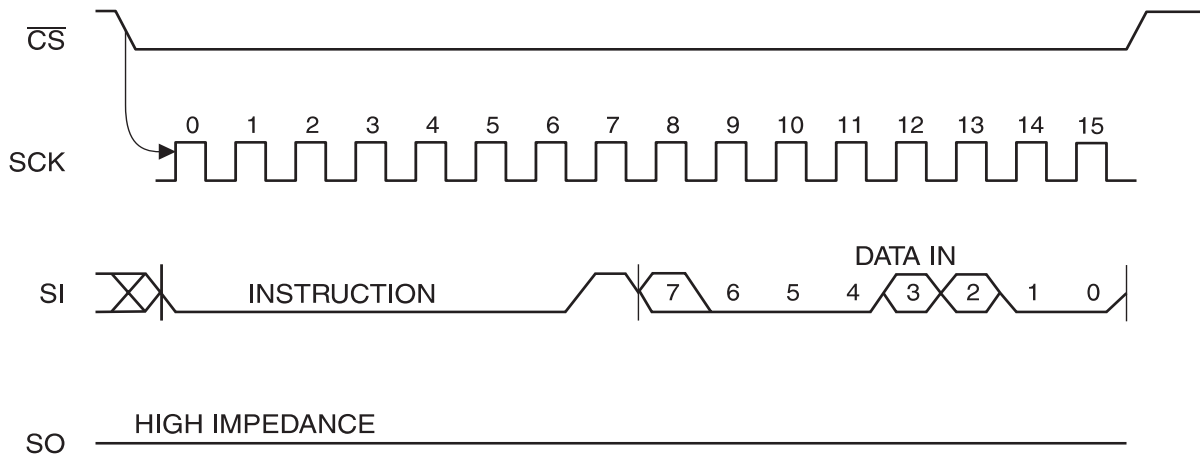 C̅S̅
0 1 2 3 4 5 6 7 8 9 10 11 12 13 14 15
SCK
DATA IN
SI INSTRUCTION 7 6 5 4 3 2 1 0
HIGH IMPEDANCE
SO